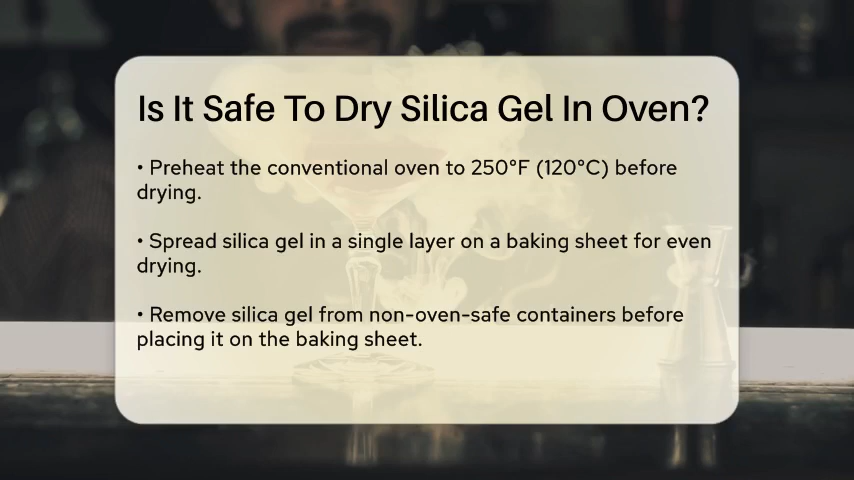 Is It Safe To Dry Silica Gel In Oven?
• Preheat the conventional oven to 250°F (120°C) before
drying.
• Spread silica gel in a single layer on a baking sheet for even
drying.
• Remove silica gel from non-oven-safe containers before
placing it on the baking sheet.